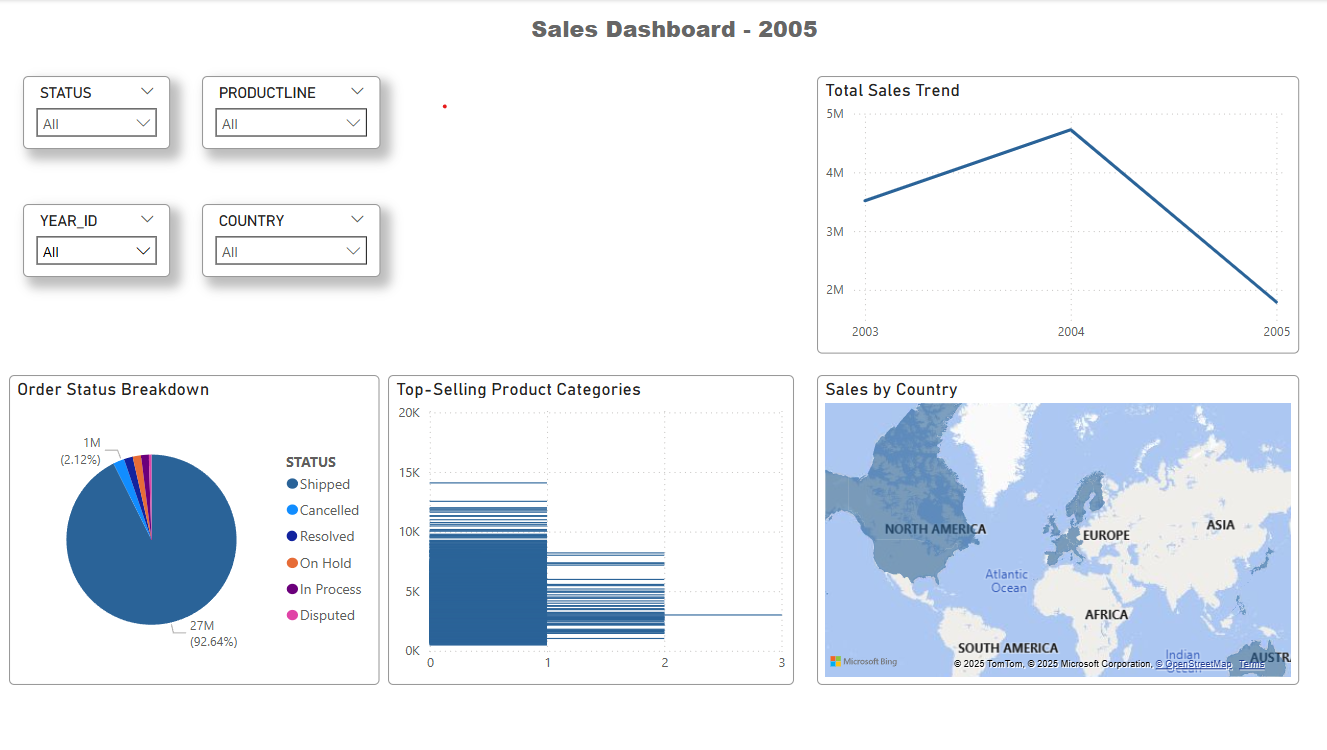 Sales Dashboard - 2005
STATUS
All
PRODUCTLINE
All
YEAR_ID
All
COUNTRY
All
Total Sales Trend
5M
4M
3M
2M
2003 2004 2005
Order Status Breakdown
1M
(2.12%)
27M
(92.64%)
STATUS
Shipped
Cancelled
Resolved
On Hold
In Process
Disputed
Top-Selling Product Categories
20K
15K
10K
5K
0K
0 1 2 3
Sales by Country
NORTH AMERICA
EUROPE
ASIA
Atlantic
Ocean
AFRICA
SOUTH AMERICA
Indian
Ocean
AUSTR
Microsoft Bing
© 2025 TomTom, © 2025 Microsoft Corporation, © OpenStreetMap Terms